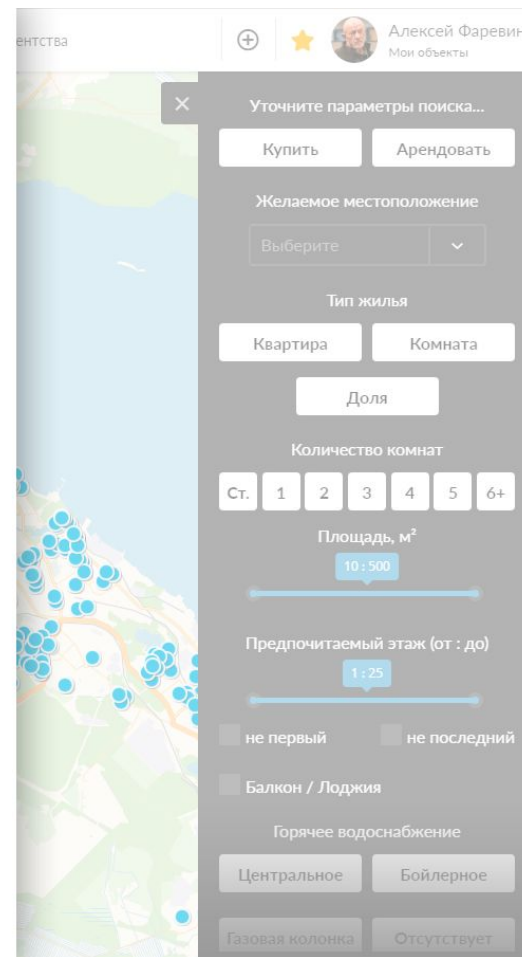 ентства
Алексей Фаревин
Мои объекты
Уточните параметры поиска...
Купить Арендовать
Желаемое местоположение
Выберите
Тип жилья
Квартира Комната
Доля
Количество комнат
Ст. 1 2 3 4 5 6+
Площадь, м²
10 : 500
Предпочитаемый этаж (от : до)
1 : 25
не первый не последний
Балкон / Лоджия
Горячее водоснабжение
Центральное Бойлерное
Газовая колонка Отсутствует